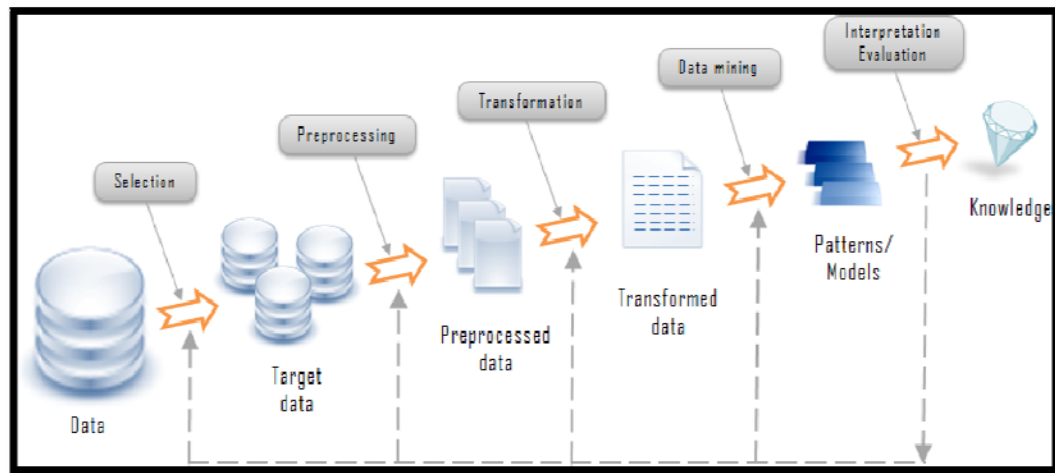 Interpretation
Evaluation
Data mining
Transformation
Preprocessing
Selection
Knowledge
Patterns/
Models
Transformed
data
Preprocessed
data
Target
data
Data